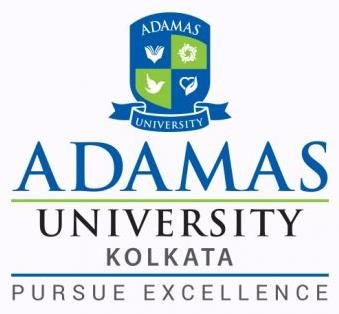 ADAMAS
UNIVERSITY
ADAMAS
UNIVERSITY
KOLKATA
PURSUE EXCELLENCE